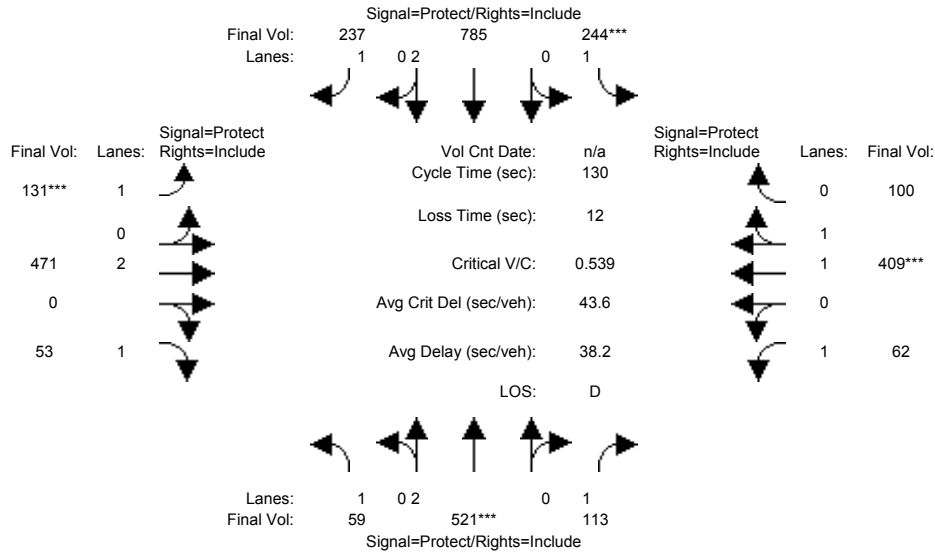 Signal=Protect/Rights=Include
Final Vol: 237 785 244***
Lanes: 1 0 2 0 1
Signal=Protect Signal=Protect
Final Vol: Lanes: Rights=Include Vol Cnt Date: n/a Rights=Include Lanes: Final Vol:
Cycle Time (sec): 130
131*** 1 0 100
Loss Time (sec): 12
0 1
471 2 Critical V/C: 0.539 1 409***
0 0 Avg Crit Del (sec/veh): 43.6 0
53 1 Avg Delay (sec/veh): 38.2 1 62
LOS: D
Lanes: 1 0 2 0 1
Final Vol: 59 521*** 113
Signal=Protect/Rights=Include